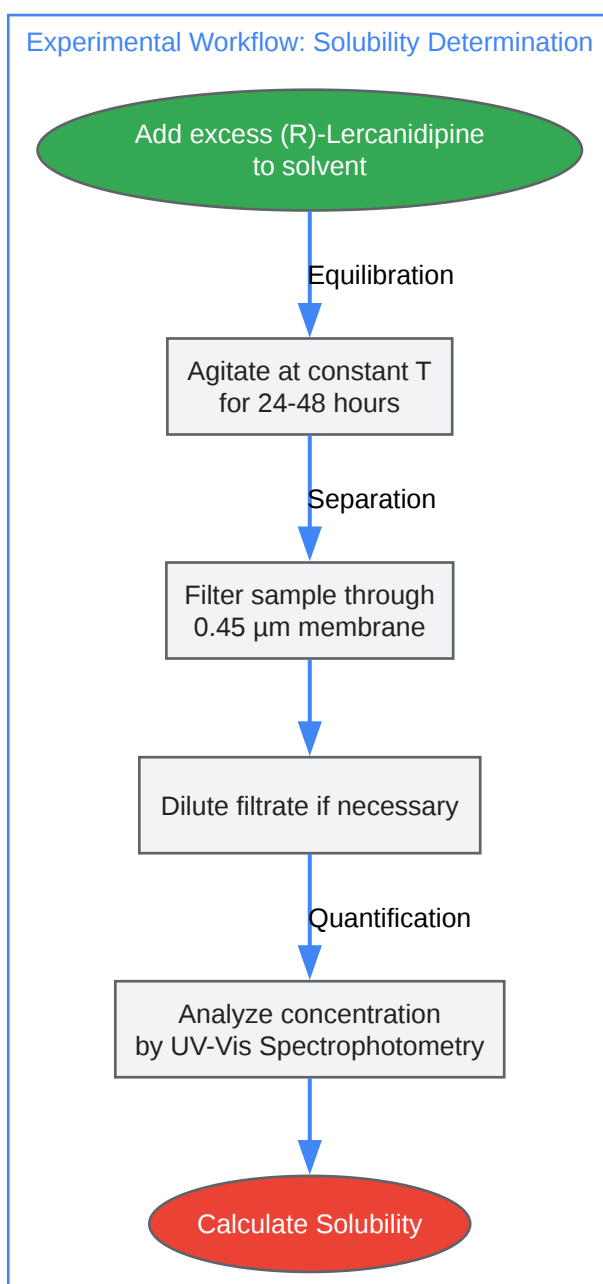 Experimental Workflow: Solubility Determination
Add excess (R)-Lercanidipine
to solvent
Equilibration
Agitate at constant T
for 24-48 hours
Separation
Filter sample through
0.45 µm membrane
Dilute filtrate if necessary
Quantification
Analyze concentration
by UV-Vis Spectrophotometry
Calculate Solubility